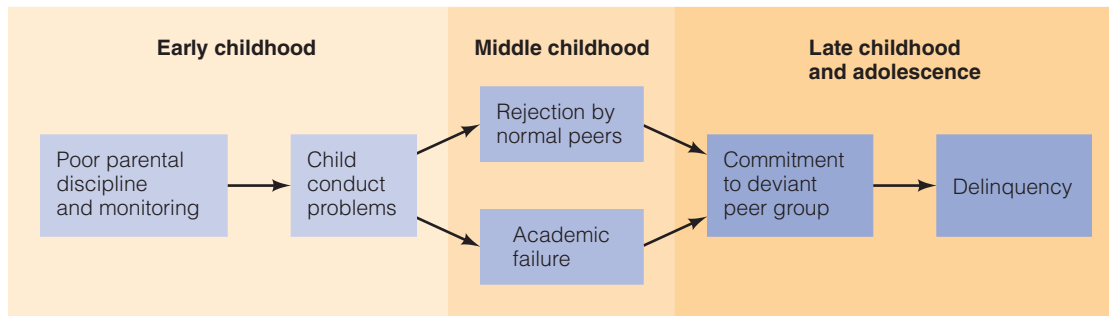 Early childhood
Middle childhood
Late childhood
and adolescence
Poor parental
discipline
and monitoring
Child
conduct
problems
Rejection by
normal peers
Academic
failure
Commitment
to deviant
peer group
Delinquency